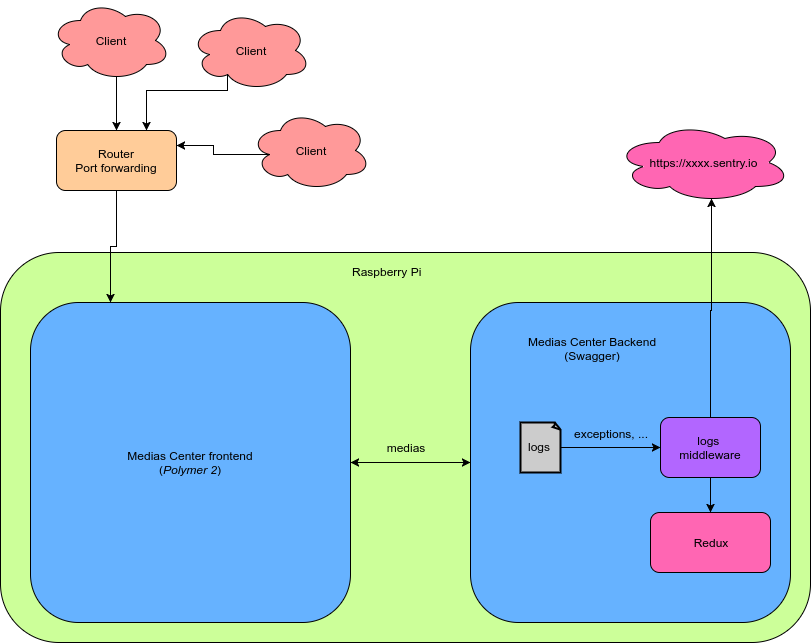 Client
Client
Client
Router
Port forwarding
https://xxxx.sentry.io
Raspberry Pi
Medias Center Backend
(Swagger)
Medias Center frontend
(Polymer 2)
medias
logs
exceptions, ...
logs
middleware
Redux